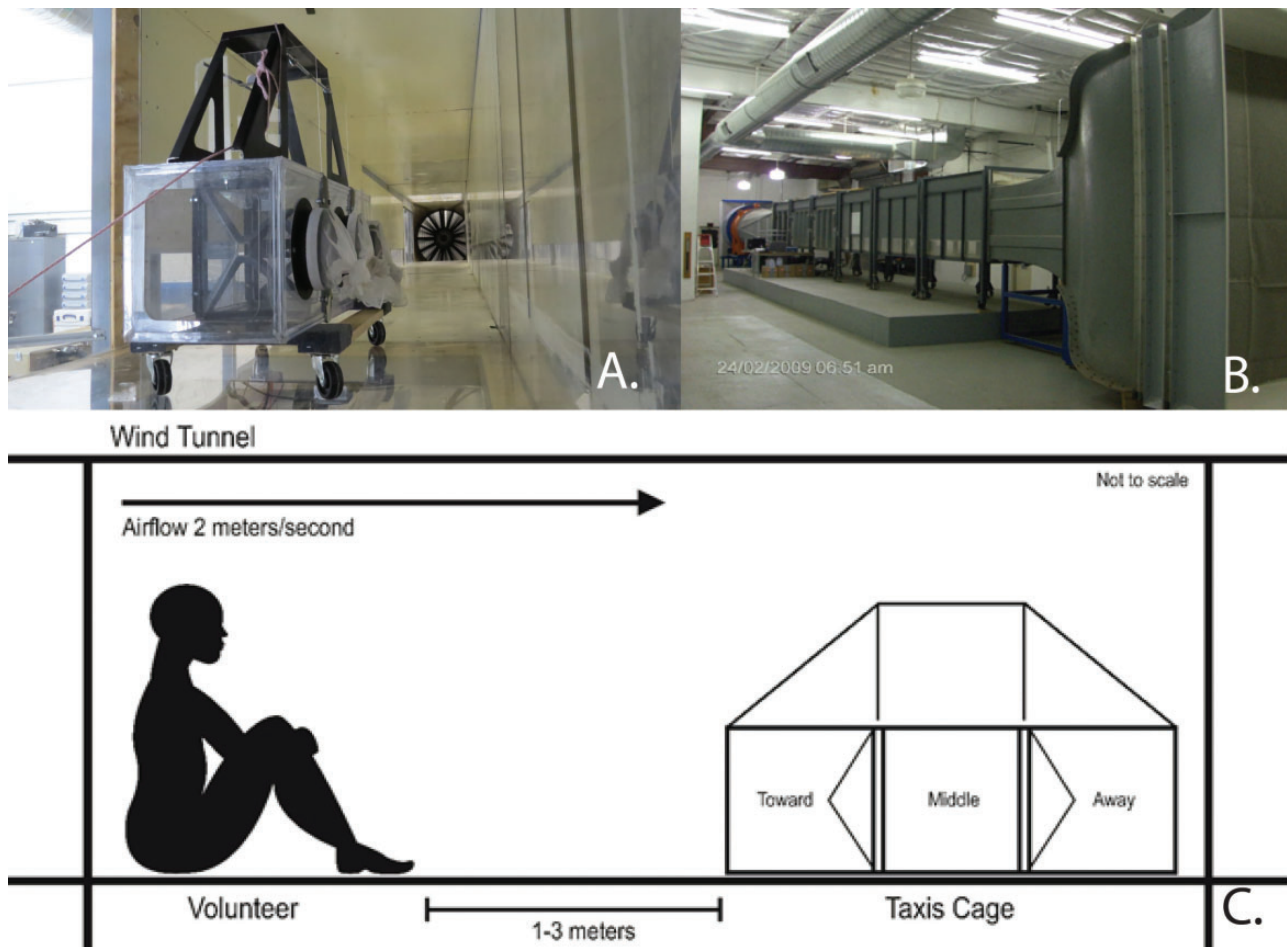 A.
24/02/2009 06:51 am
B.
Wind Tunnel
Not to scale
Airflow 2 meters/second
Toward
Middle
Away
Volunteer
Taxis Cage
C.
1-3 meters